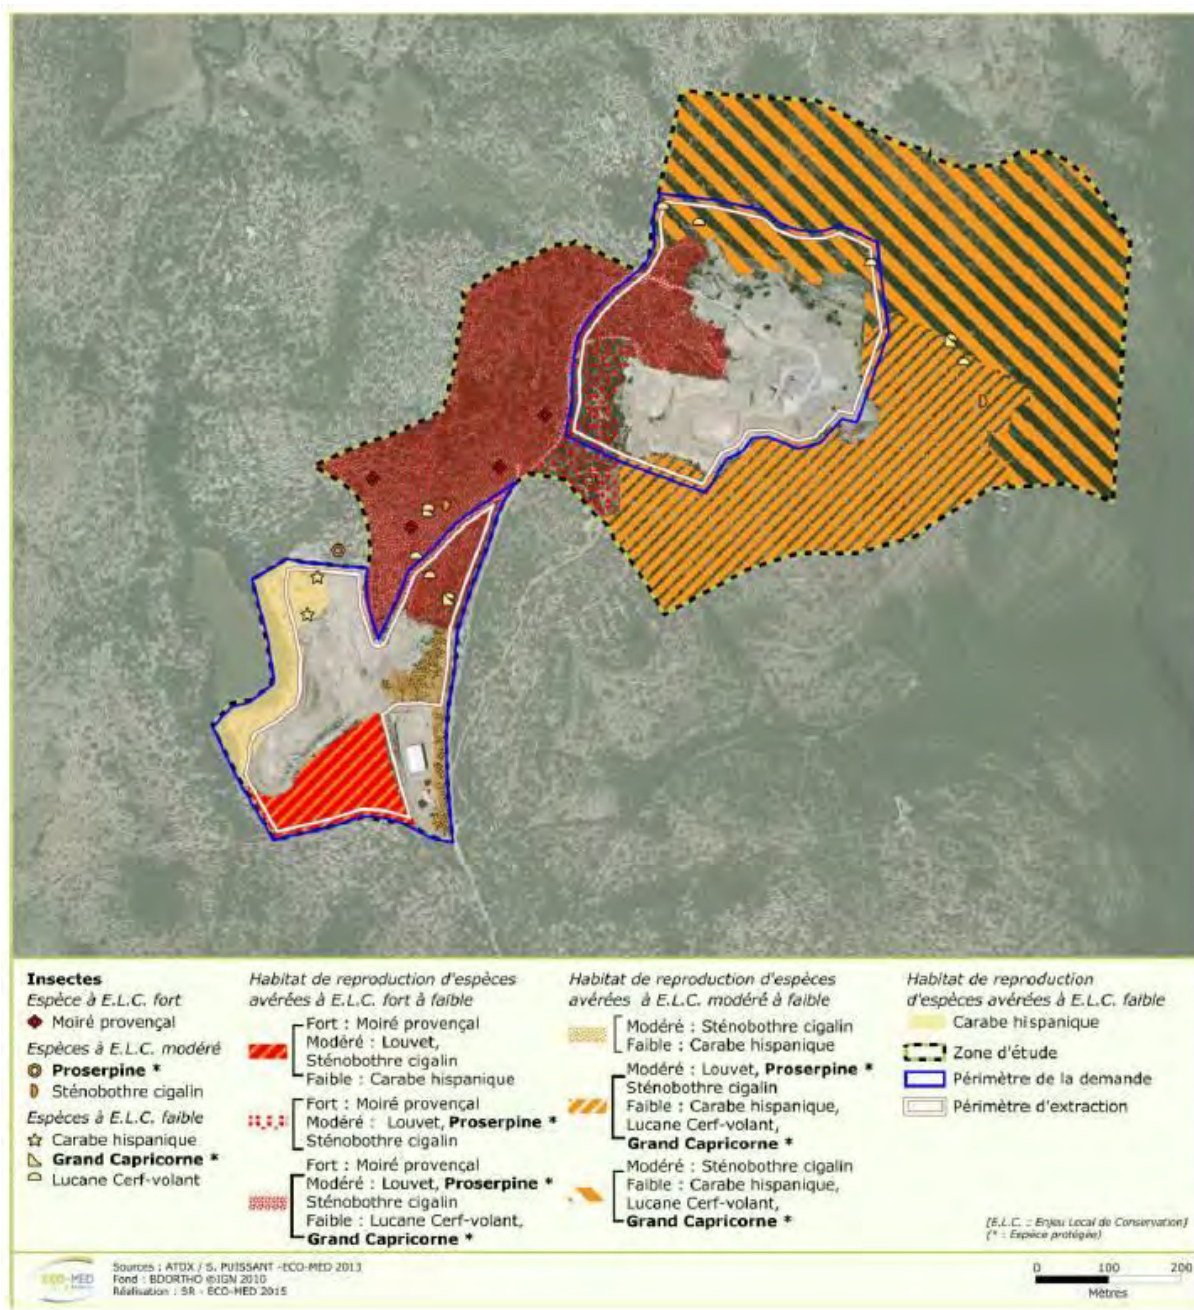 Insectes
Espèce à E.L.C. fort
Moiré provençal
Espèces à E.L.C. modéré
Proserpine *
Sténobothre cigalin
Espèces à E.L.C. faible
Carabe hispanique
Grand Capricorne *
Lucane Cerf-volant
Habitat de reproduction d'espèces
avérées à E.L.C. fort à faible
Fort : Moiré provençal
Modéré : Louvet,
Sténobothre cigalin
Faible : Carabe hispanique
Fort : Moiré provençal
Modéré : Louvet, Proserpine *
Sténobothre cigalin
Fort : Moiré provençal
Modéré : Louvet, Proserpine *
Sténobothre cigalin
Faible : Lucane Cerf-volant,
Grand Capricorne *
Habitat de reproduction d'espèces
avérées à E.L.C. modéré à faible
Modéré : Sténobothre cigalin
Faible : Carabe hispanique
Modéré : Louvet, Proserpine *
Sténobothre cigalin
Faible : Carabe hispanique,
Lucane Cerf-volant,
Grand Capricorne *
Modéré : Sténobothre cigalin
Faible : Carabe hispanique,
Lucane Cerf-volant,
Grand Capricorne *
Habitat de reproduction
d'espèces avérées à E.L.C. faible
Carabe hispanique
Zone d'étude
Périmètre de la demande
Périmètre d'extraction
[E.L.C. : Enjeu Local de Conservation]
(* : Espèce protégée)
ECO-MED
Sources : ATDX / S. PUISSANT -ECO-MED 2013
Fond : BDORTHO ©IGN 2010
Réalisation : SR - ECO-MED 2015
0 100 200
Mètres